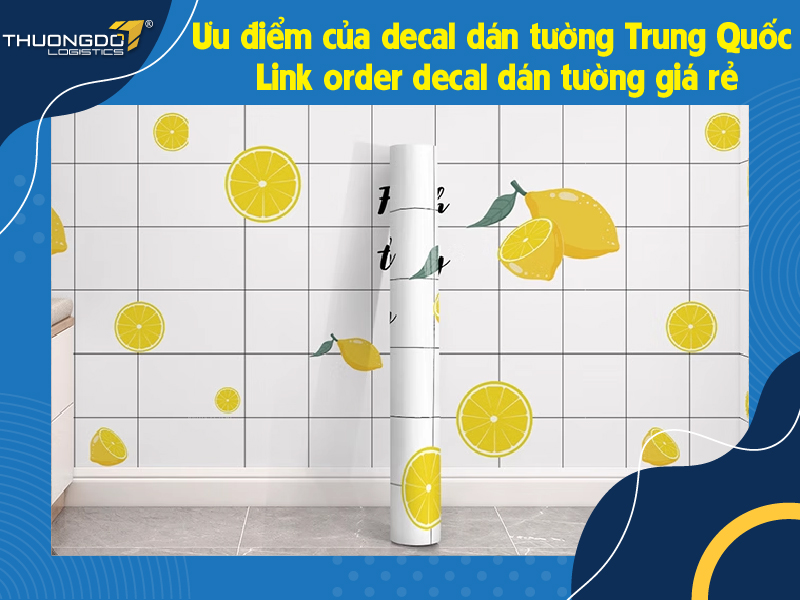 THUONGDO®
LOGISTICS
Ưu điểm của decal dán tường Trung Quốc
Link order decal dán tường giá rẻ